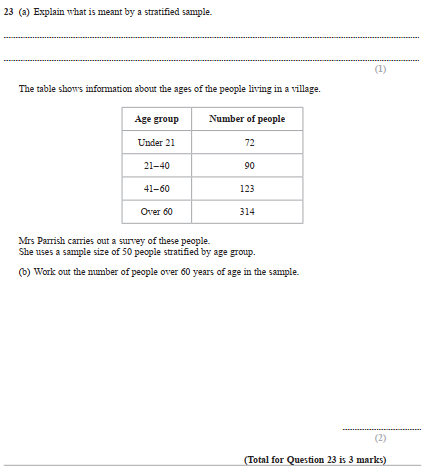 23 (a) Explain what is meant by a stratified sample.
(1)
The table shows information about the ages of the people living in a village.
Age group Number of people
Under 21 72
21–40 90
41–60 123
Over 60 314
Mrs Parrish carries out a survey of these people.
She uses a sample size of 50 people stratified by age group.
(b) Work out the number of people over 60 years of age in the sample.
(2)
(Total for Question 23 is 3 marks)